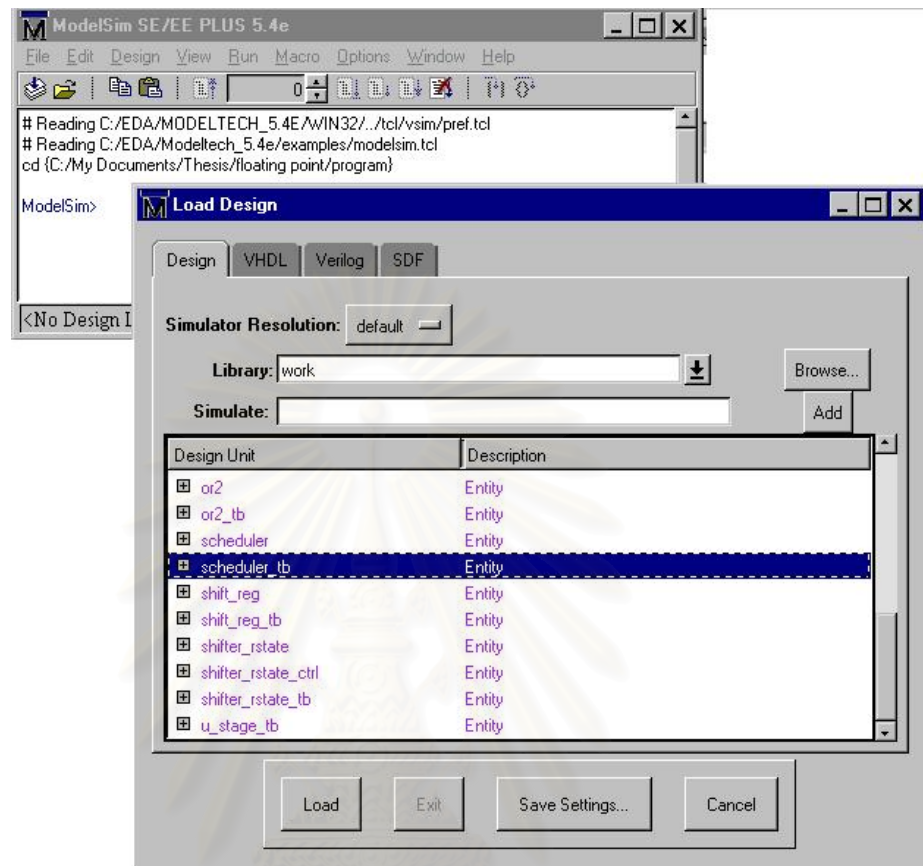 ModelSim SE/EE PLUS 5.4e
File Edit Design View Run Macro Options Window Help
0
# Reading C:/EDA/MODELTECH_5.4E/WIN32/../tcl/vsim/pref.tcl
# Reading C:/EDA/Modeltech_5.4e/examples/modelsim.tcl
cd {C:/My Documents/Thesis/floating point/program}
ModelSim>
<No Design L
Load Design
Design VHDL Verilog SDF
Simulator Resolution: default
Library: work Browse...
Simulate: Add
Design Unit Description
or2 Entity
or2_tb Entity
scheduler Entity
scheduler_tb Entity
shift_reg Entity
shift_reg_tb Entity
shifter_rstate Entity
shifter_rstate_ctrl Entity
shifter_rstate_tb Entity
u_stage_tb Entity
Load Exit Save Settings... Cancel